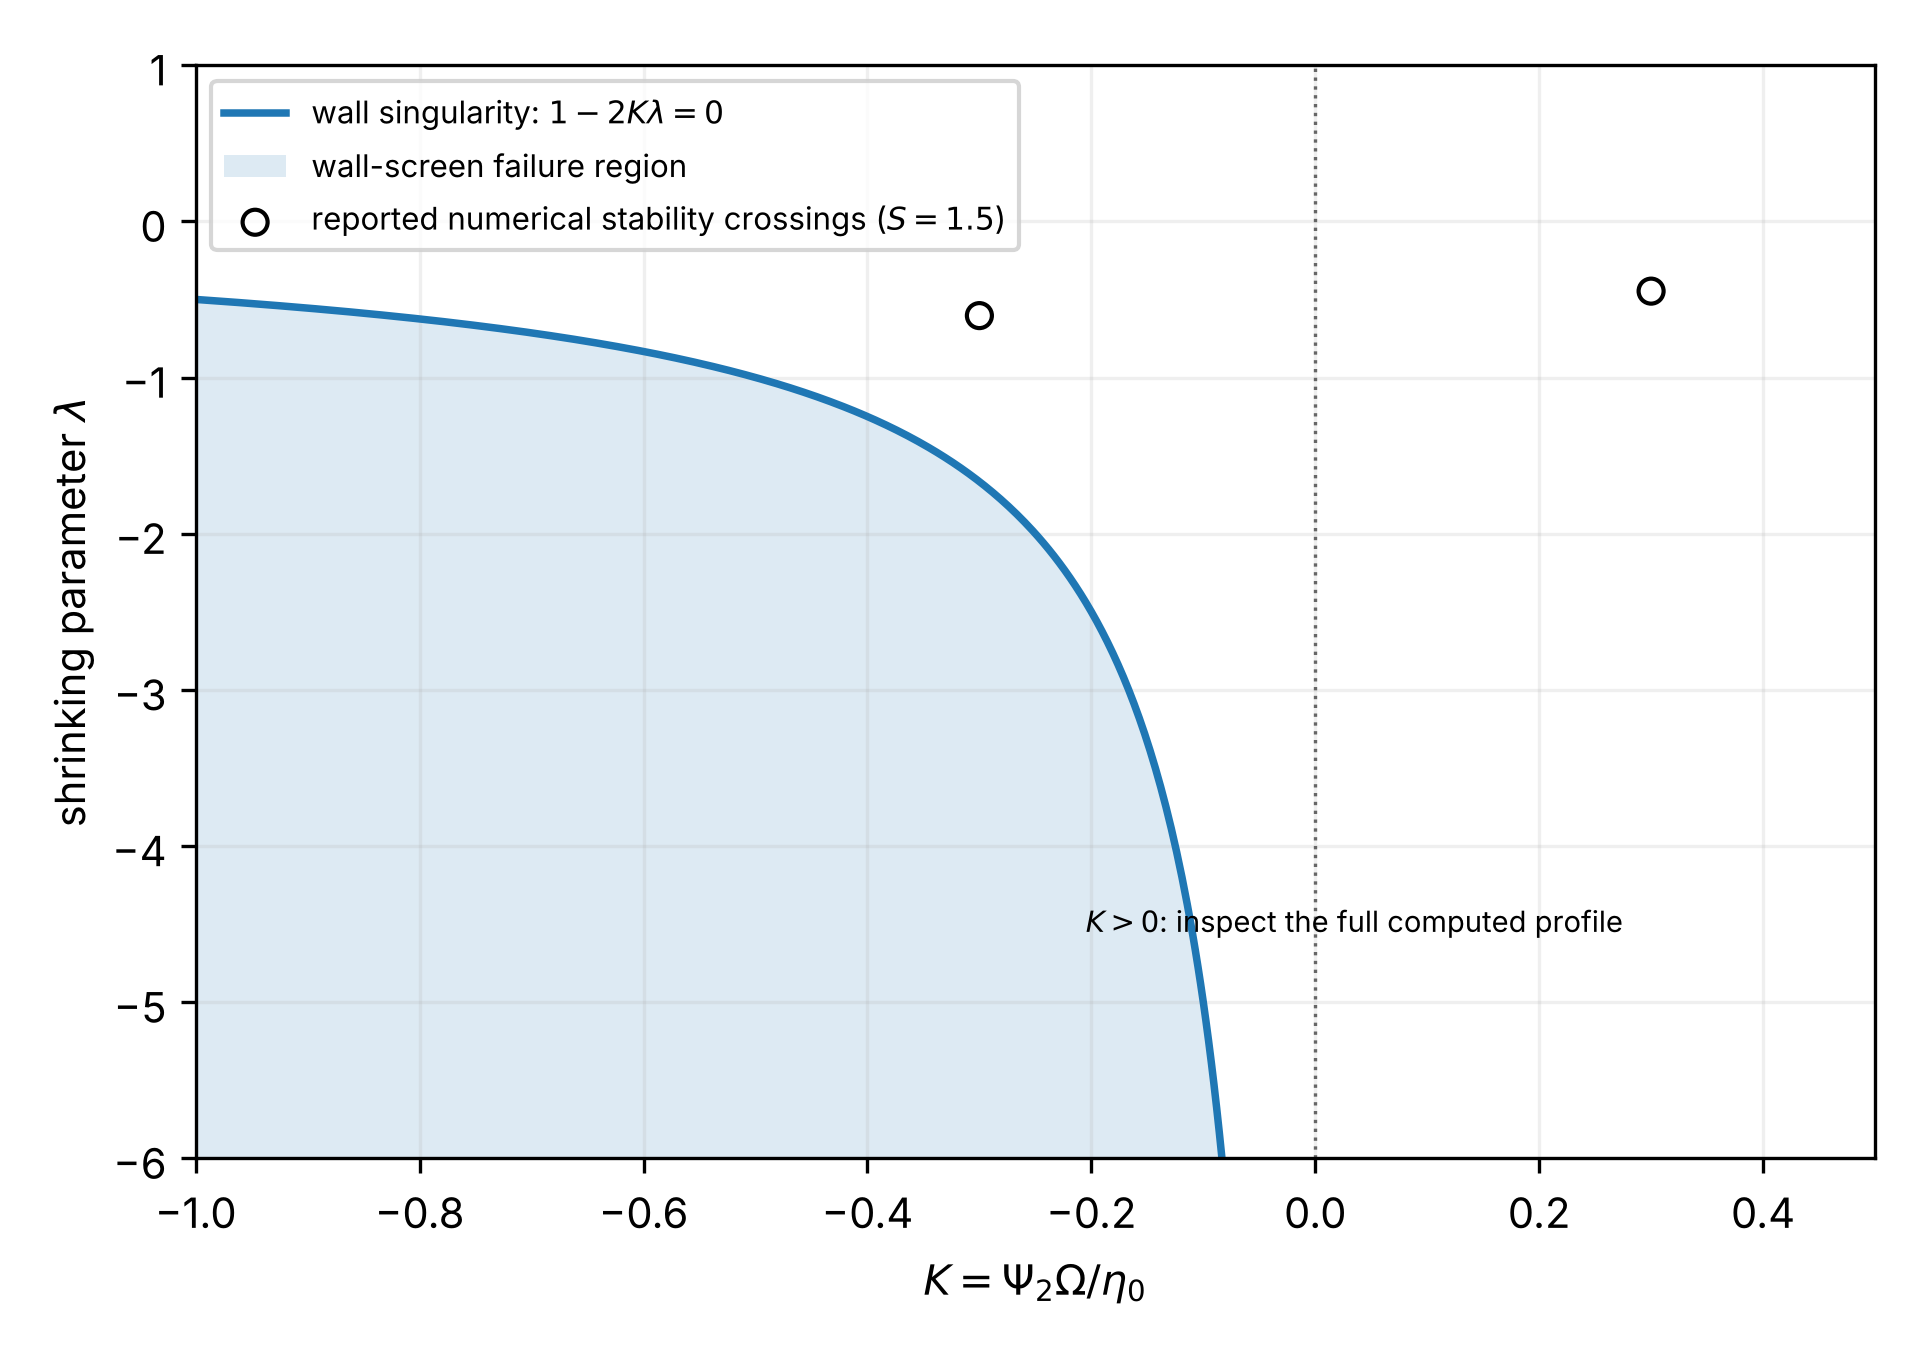 wall singularity: 1 − 2Kλ = 0
wall-screen failure region
reported numerical stability crossings (S = 1.5)
1
0
−1
−2
−3
−4
−5
−6
shrinking parameter λ
K > 0: inspect the full computed profile
−1.0 −0.8 −0.6 −0.4 −0.2 0.0 0.2 0.4
K = Ψ₂Ω/η₀